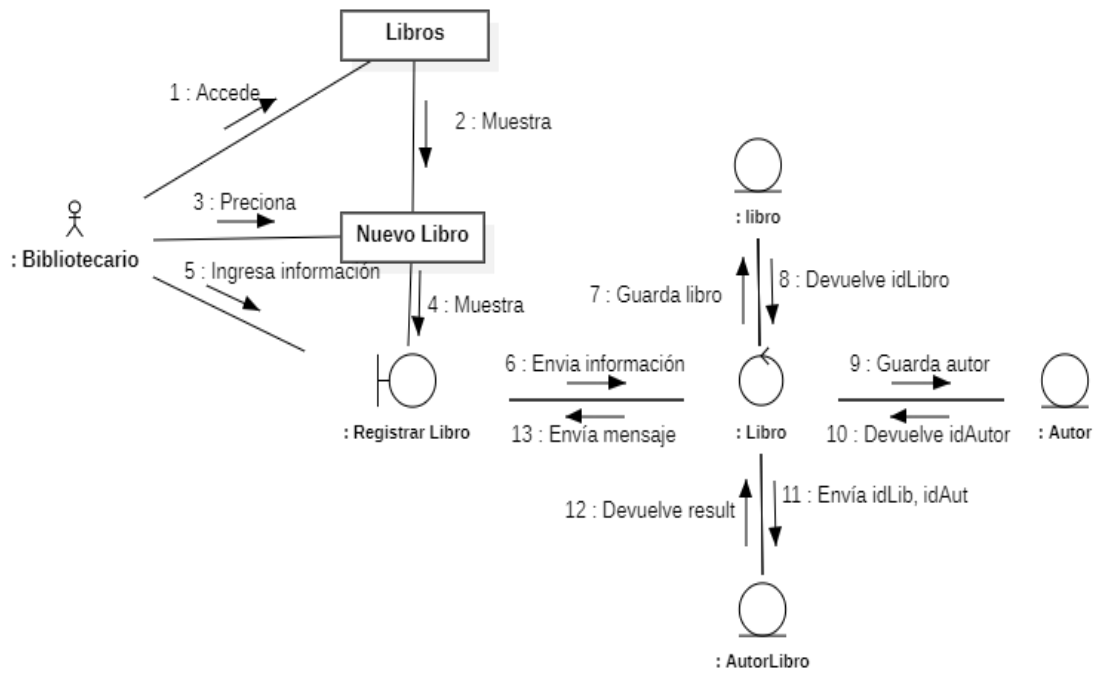 Libros
1 : Accede
2 : Muestra
3 : Preciona
Nuevo Libro
: libro
: Bibliotecario
5 : Ingresa información
8 : Devuelve idLibro
7 : Guarda libro
4 : Muestra
6 : Envia información
9 : Guarda autor
: Registrar Libro
13 : Envía mensaje
: Libro
10 : Devuelve idAutor
: Autor
11 : Envía idLib, idAut
12 : Devuelve result
: AutorLibro